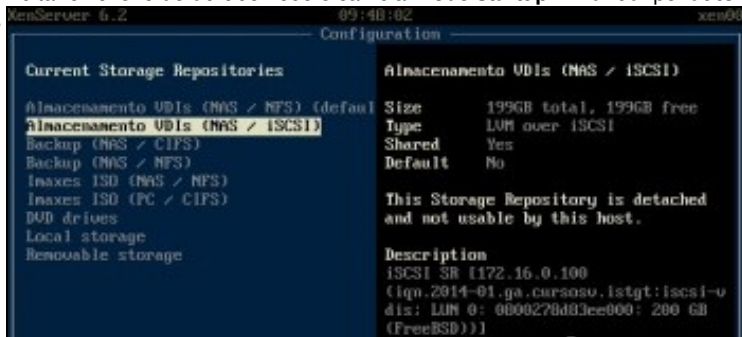 XenServer 6.2 09:48:02 xen00
Configuration
Current Storage Repositories
Almacenamento VDIs (NAS / NFS) (defaul
Almacenamento VDIs (NAS / iSCSI)
Backup (NAS / CIFS)
Backup (NAS / NFS)
Imaxes ISO (NAS / NFS)
Imaxes ISO (PC / CIFS)
DVD drives
Local storage
Removable storage
Almacenamento VDIs (NAS / iSCSI)
Size 199GB total, 199GB free
Type LVM over iSCSI
Shared Yes
Default No
This Storage Repository is detached
and not usable by this host.
Description
iSCSI SR [172.16.0.100
(iqn.2014-01.ga.cursosv.istgt:iscsi-v
dis; LUN 0: 0800278d83ee000: 200 GB
(FreeBSD))]